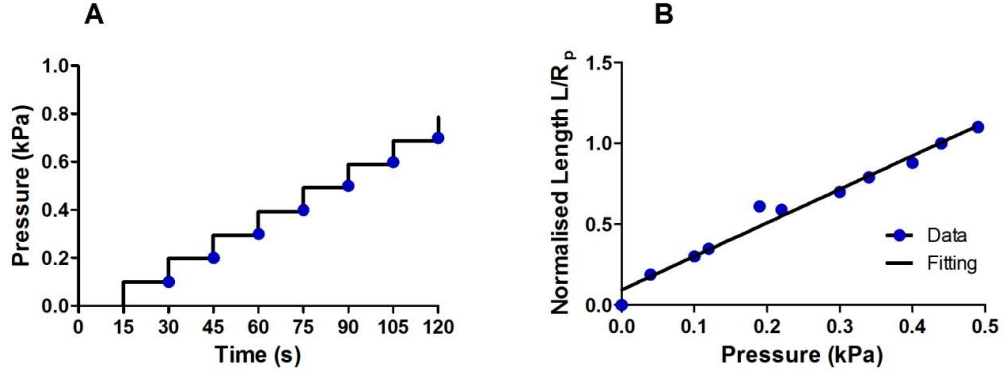 A
Pressure (kPa)
1.0
0.8
0.6
0.4
0.2
0.0
0 15 30 45 60 75 90 105 120
Time (s)
B
Normalised Length L/Rp
1.5
1.0
0.5
0.0
Data
Fitting
0.0 0.1 0.2 0.3 0.4 0.5
Pressure (kPa)